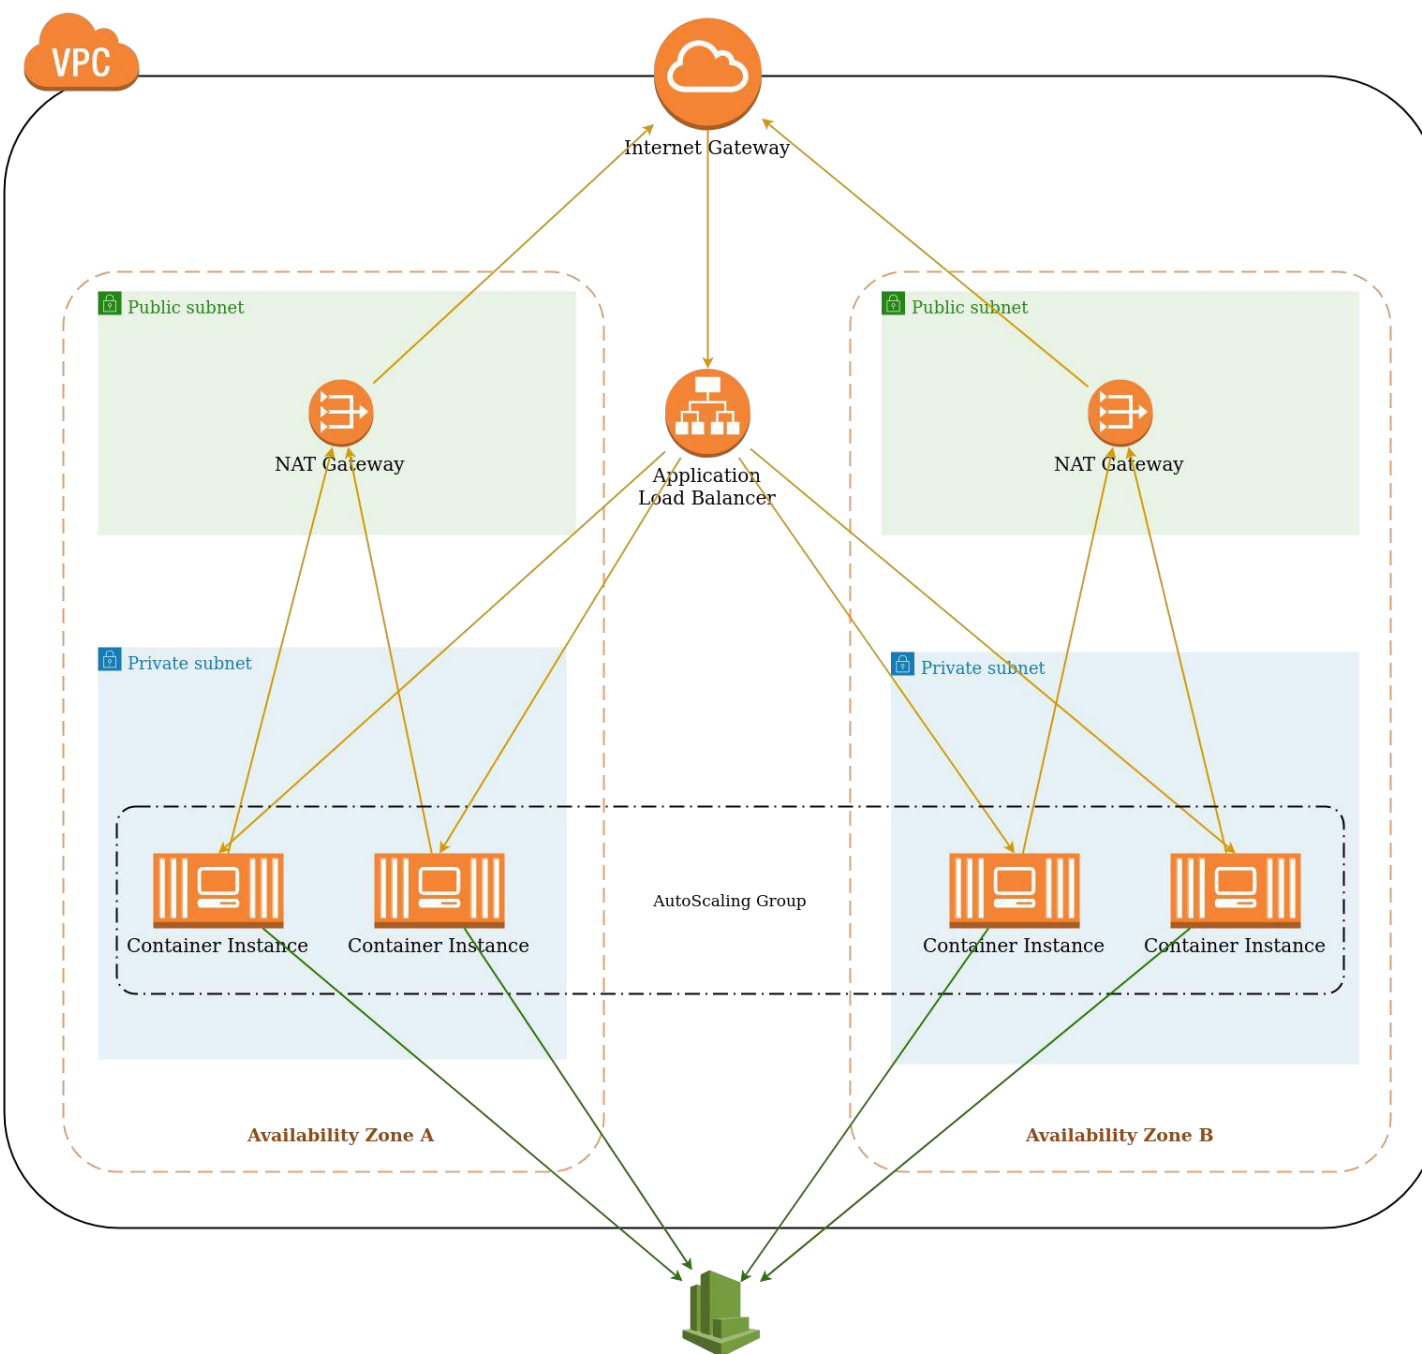 VPC
Internet Gateway
Public subnet
Public subnet
NAT Gateway
Application
Load Balancer
NAT Gateway
Private subnet
Private subnet
AutoScaling Group
Container Instance
Container Instance
Container Instance
Container Instance
Availability Zone A
Availability Zone B